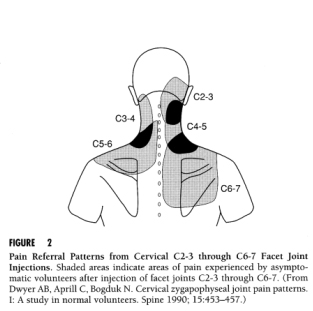 C2-3
C3-4
C4-5
C5-6
C6-7
FIGURE 2
Pain Referral Patterns from Cervical C2-3 through C6-7 Facet Joint
Injections. Shaded areas indicate areas of pain experienced by asympto-
matic volunteers after injection of facet joints C2-3 through C6-7. (From
Dwyer AB, Aprill C, Bogduk N. Cervical zygapophyseal joint pain patterns.
I: A study in normal volunteers. Spine 1990; 15:453–457.)